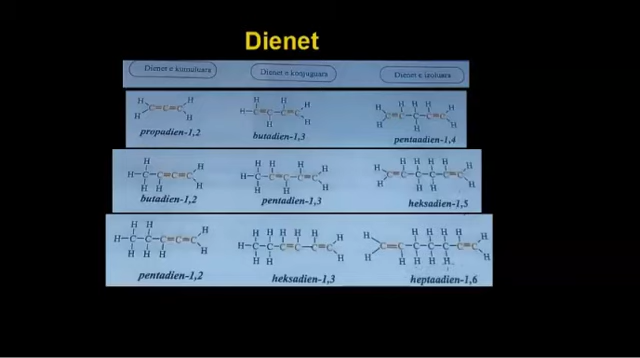 Dienet
Dienet e kumuluara
Dienet e konjuguara
Dienet e izoluara
propadien-1,2
butadien-1,3
pentaadien-1,4
butadien-1,2
pentadien-1,3
heksadien-1,5
pentadien-1,2
heksadien-1,3
heptaadien-1,6